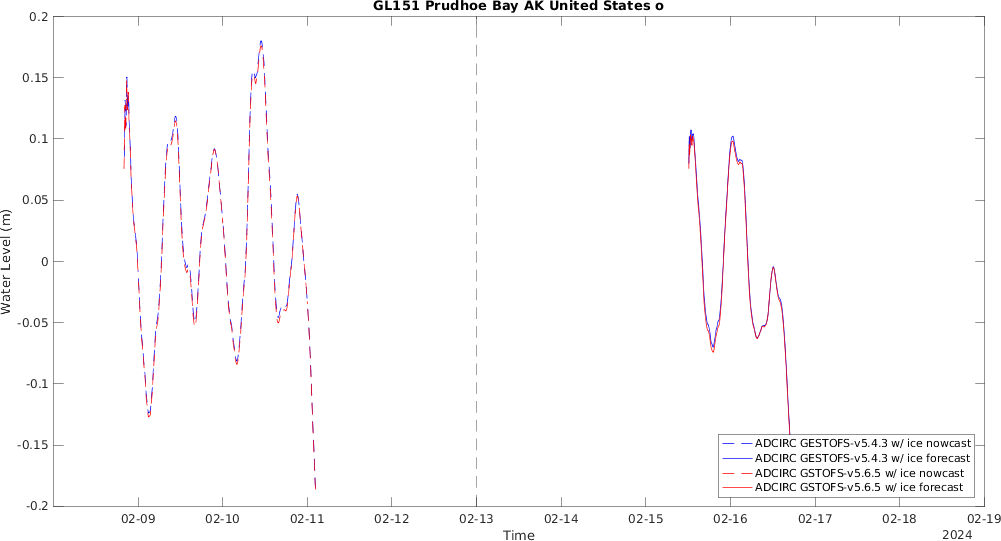 GL151 Prudhoe Bay AK United States o
Water Level (m)
0.2
0.15
0.1
0.05
0
-0.05
-0.1
-0.15
-0.2
ADCIRC GESTOFS-v5.4.3 w/ ice nowcast
ADCIRC GESTOFS-v5.4.3 w/ ice forecast
ADCIRC GSTOFS-v5.6.5 w/ ice nowcast
ADCIRC GSTOFS-v5.6.5 w/ ice forecast
02-09 02-10 02-11 02-12 02-13 02-14 02-15 02-16 02-17 02-18 02-19
Time
2024